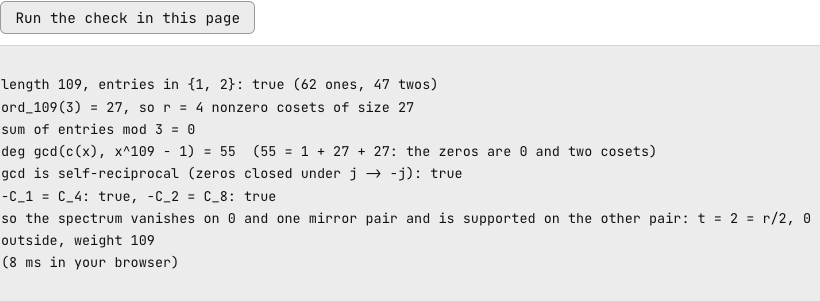 Run the check in this page
length 109, entries in {1, 2}: true (62 ones, 47 twos)
ord_109(3) = 27, so r = 4 nonzero cosets of size 27
sum of entries mod 3 = 0
deg gcd(c(x), x^109 - 1) = 55  (55 = 1 + 27 + 27: the zeros are 0 and two cosets)
gcd is self-reciprocal (zeros closed under j → -j): true
-C_1 = C_4: true, -C_2 = C_8: true
so the spectrum vanishes on 0 and one mirror pair and is supported on the other pair: t = 2 = r/2, 0
outside, weight 109
(8 ms in your browser)